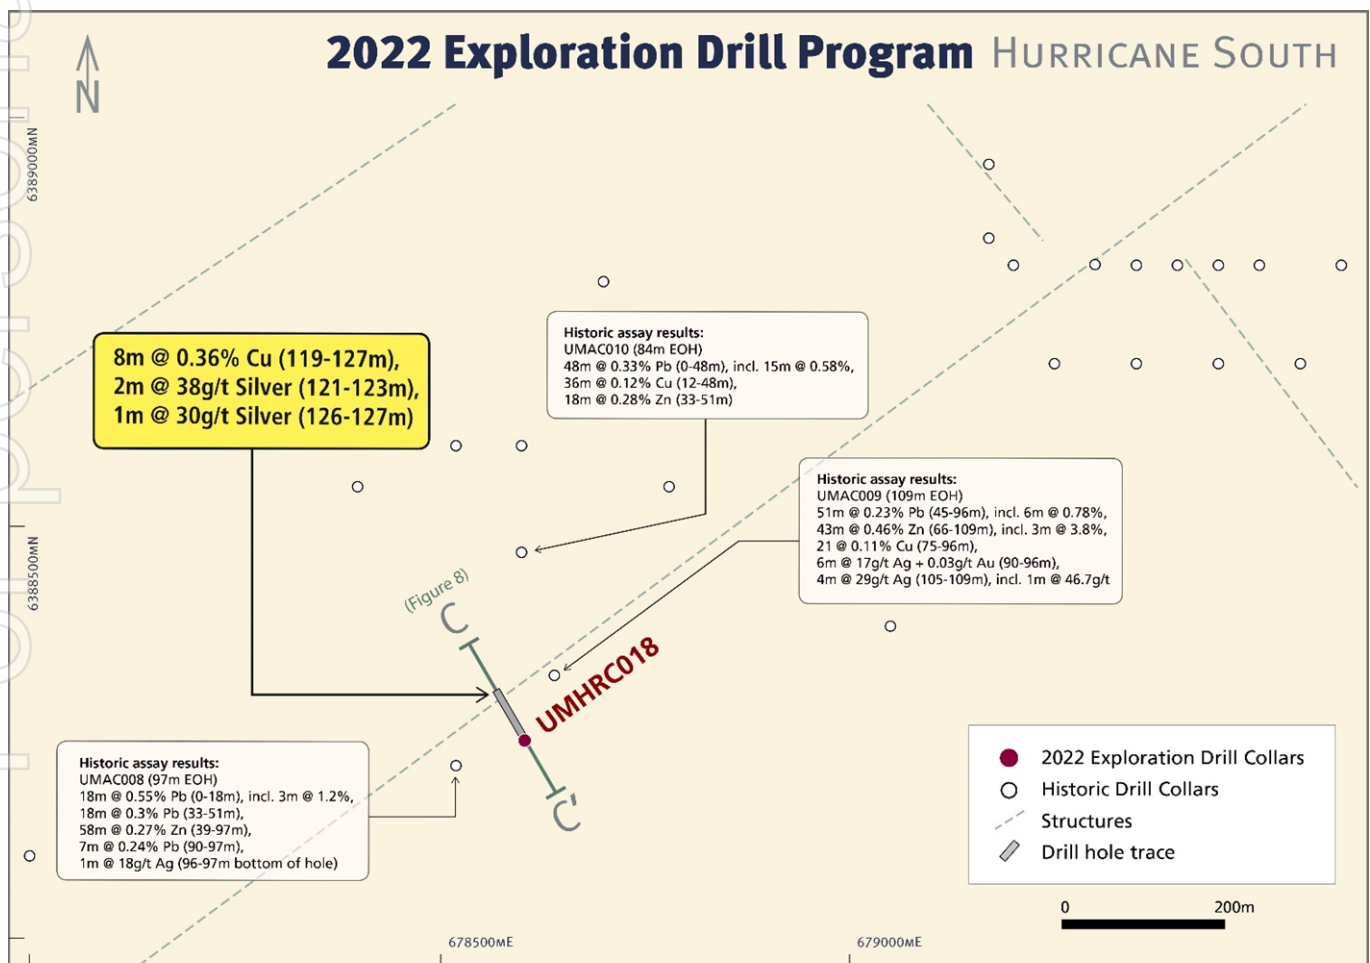 2022 Exploration Drill Program HURRICANE SOUTH
N
6389000mN
8m @ 0.36% Cu (119-127m),
2m @ 38g/t Silver (121-123m),
1m @ 30g/t Silver (126-127m)
Historic assay results:
UMAC010 (84m EOH)
48m @ 0.33% Pb (0-48m), incl. 15m @ 0.58%,
36m @ 0.12% Cu (12-48m),
18m @ 0.28% Zn (33-51m)
Historic assay results:
UMAC009 (109m EOH)
51m @ 0.23% Pb (45-96m), incl. 6m @ 0.78%,
43m @ 0.46% Zn (66-109m), incl. 3m @ 3.8%,
21 @ 0.11% Cu (75-96m),
6m @ 17g/t Ag + 0.03g/t Au (90-96m),
4m @ 29g/t Ag (105-109m), incl. 1m @ 46.7g/t
6388500mN
(Figure 8)
C
UMHRC018
C'
Historic assay results:
UMAC008 (97m EOH)
18m @ 0.55% Pb (0-18m), incl. 3m @ 1.2%,
18m @ 0.3% Pb (33-51m),
58m @ 0.27% Zn (39-97m),
7m @ 0.24% Pb (90-97m),
1m @ 18g/t Ag (96-97m bottom of hole)
2022 Exploration Drill Collars
Historic Drill Collars
Structures
Drill hole trace
0 200m
678500mE
679000mE